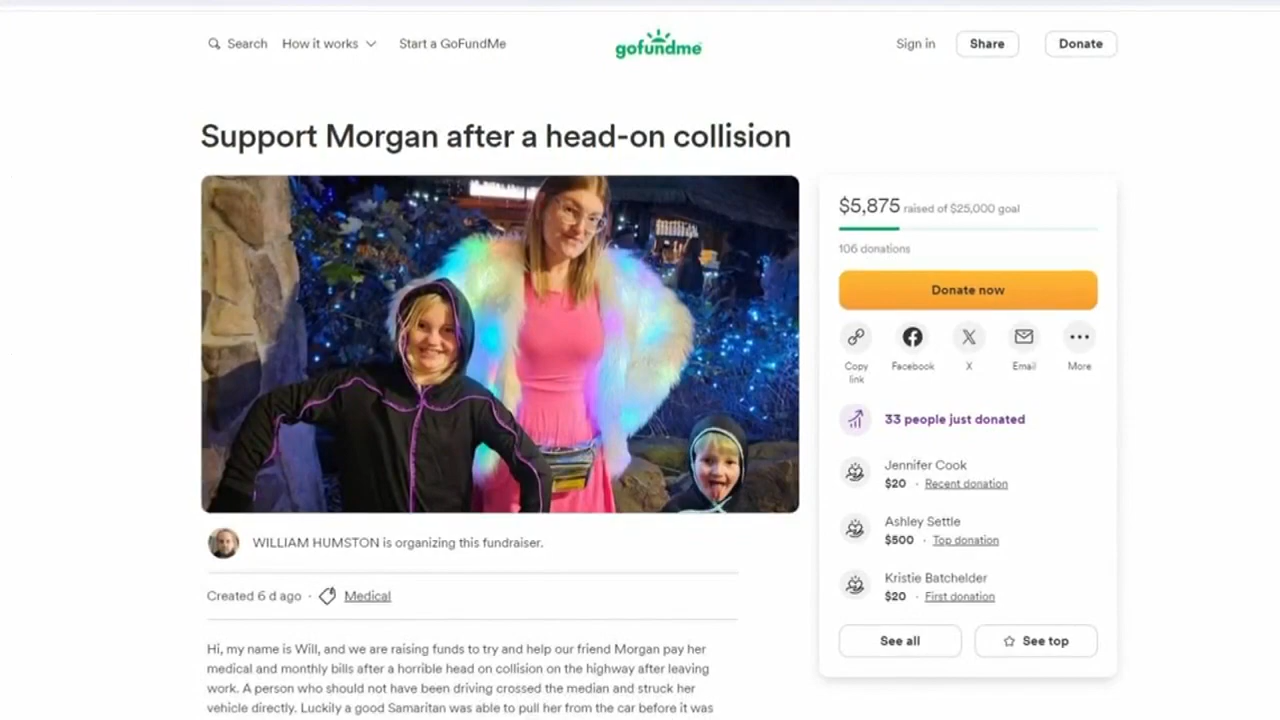 Search How it works Start a GoFundMe gofundme Sign in Share Donate
Support Morgan after a head-on collision
$5,875 raised of $25,000 goal
106 donations
Donate now
Copy link Facebook X Email More
33 people just donated
Jennifer Cook
$20 · Recent donation
Ashley Settle
$500 · Top donation
Kristie Batchelder
$20 · First donation
See all See top
WILLIAM HUMSTON is organizing this fundraiser.
Created 6 d ago · Medical
Hi, my name is Will, and we are raising funds to try and help our friend Morgan pay her
medical and monthly bills after a horrible head on collision on the highway after leaving
work. A person who should not have been driving crossed the median and struck her
vehicle directly. Luckily a good Samaritan was able to pull her from the car before it was